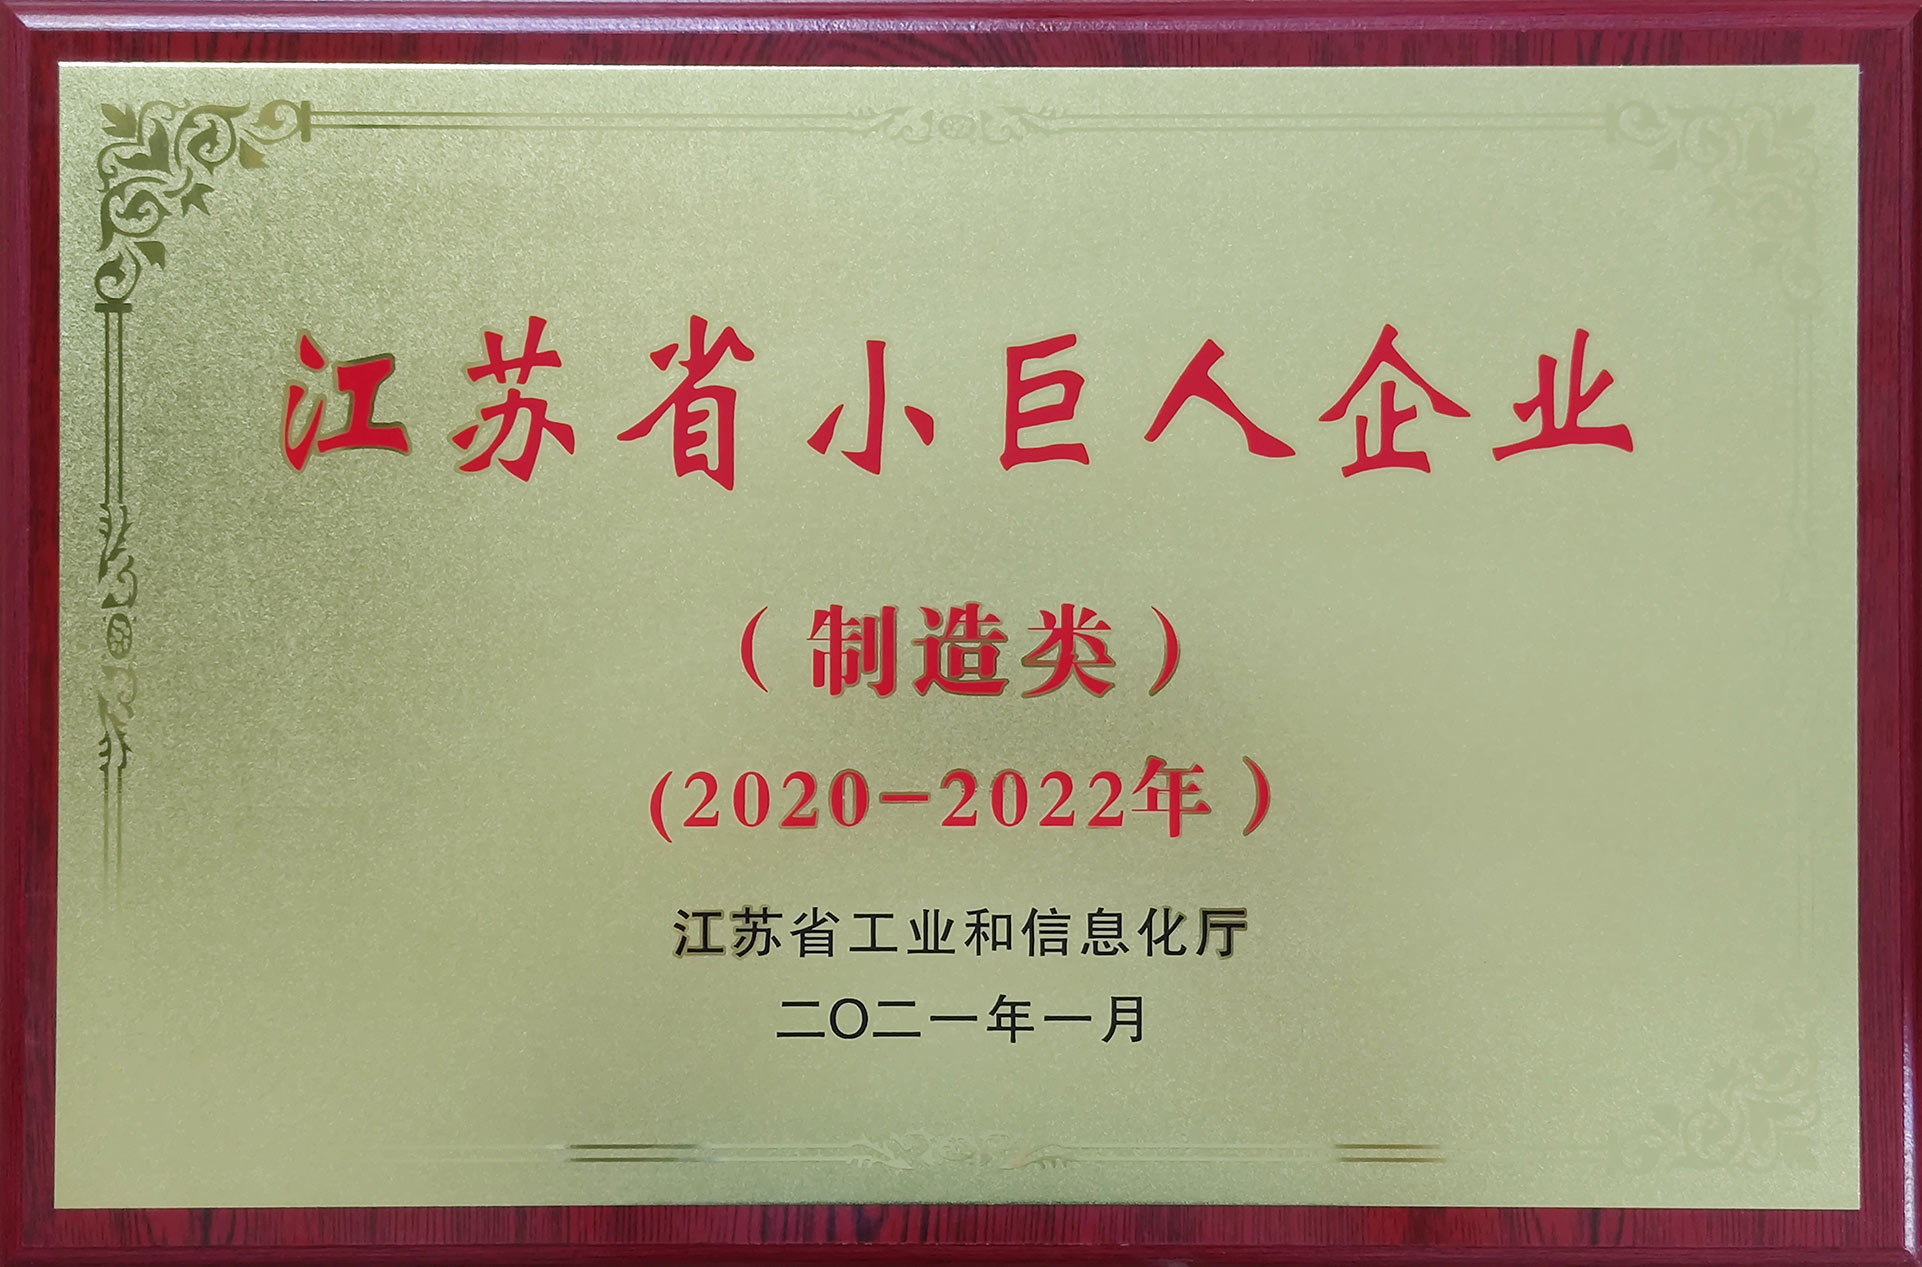 江苏省小巨人企业
（制造类）
(2020-2022年）
江苏省工业和信息化厅
二〇二一年一月